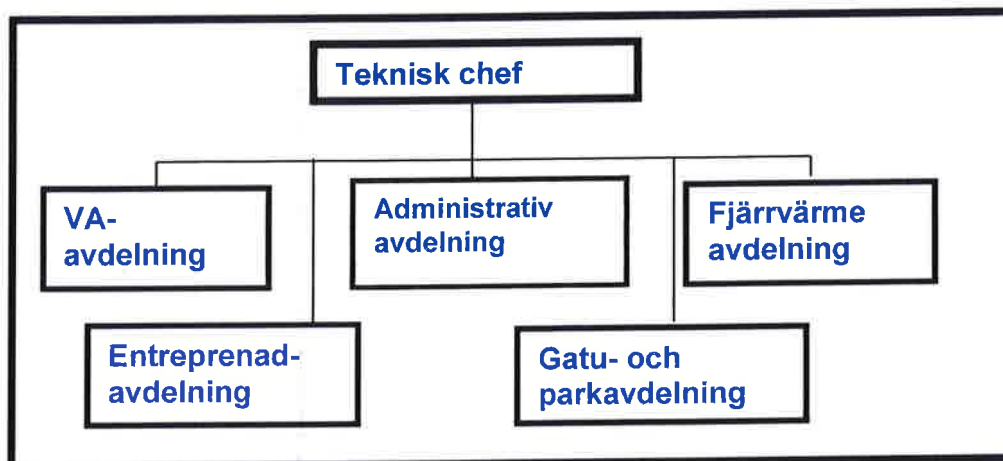 Teknisk chef
VA-
avdelning
Administrativ
avdelning
Fjärrvärme
avdelning
Entreprenad-
avdelning
Gatu- och
parkavdelning